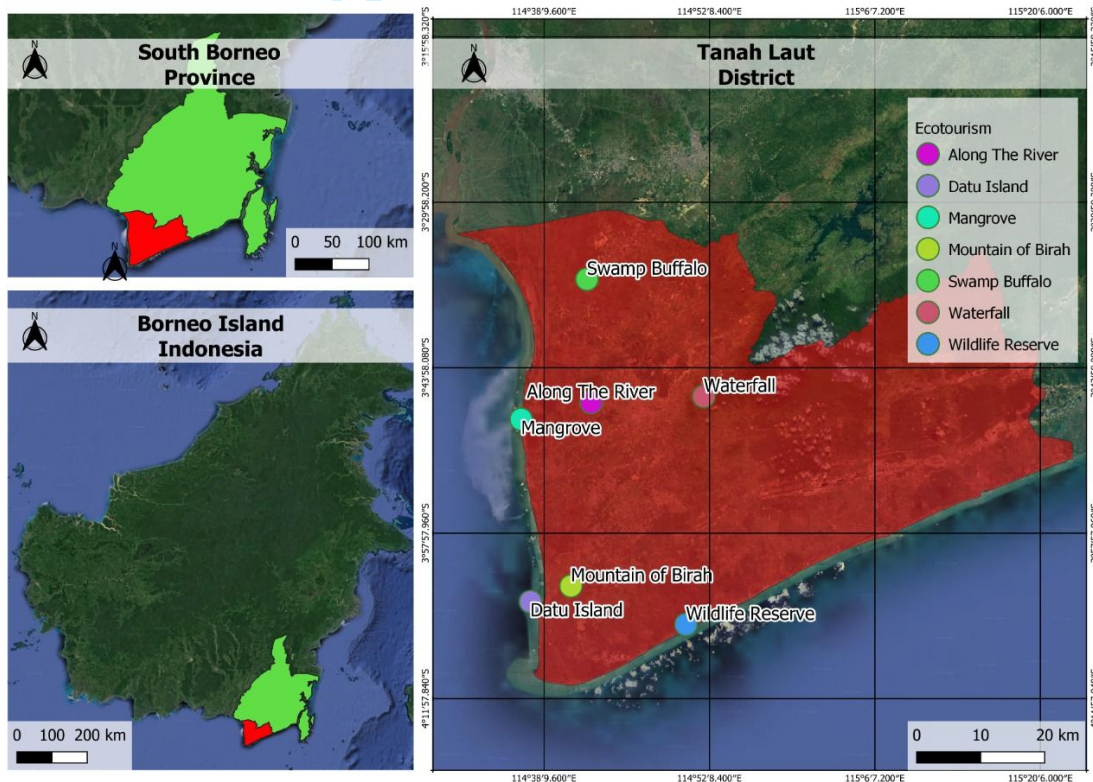 N
South Borneo
Province
0 50 100 km
N
N
Borneo Island
Indonesia
0 100 200 km
114°38'9.600"E
114°52'8.400"E
115°6'7.200"E
115°20'6.000"E
3°15'58.320"S
N
Tanah Laut
District
Ecotourism
Along The River
Datu Island
Mangrove
Mountain of Birah
Swamp Buffalo
Waterfall
Wildlife Reserve
3°29'58.200"S
Swamp Buffalo
3°43'58.080"S
Along The River
Waterfall
Mangrove
3°57'57.960"S
Mountain of Birah
Datu Island
Wildlife Reserve
4°11'57.840"S
0 10 20 km
114°38'9.600"E
114°52'8.400"E
115°6'7.200"E
115°20'6.000"E